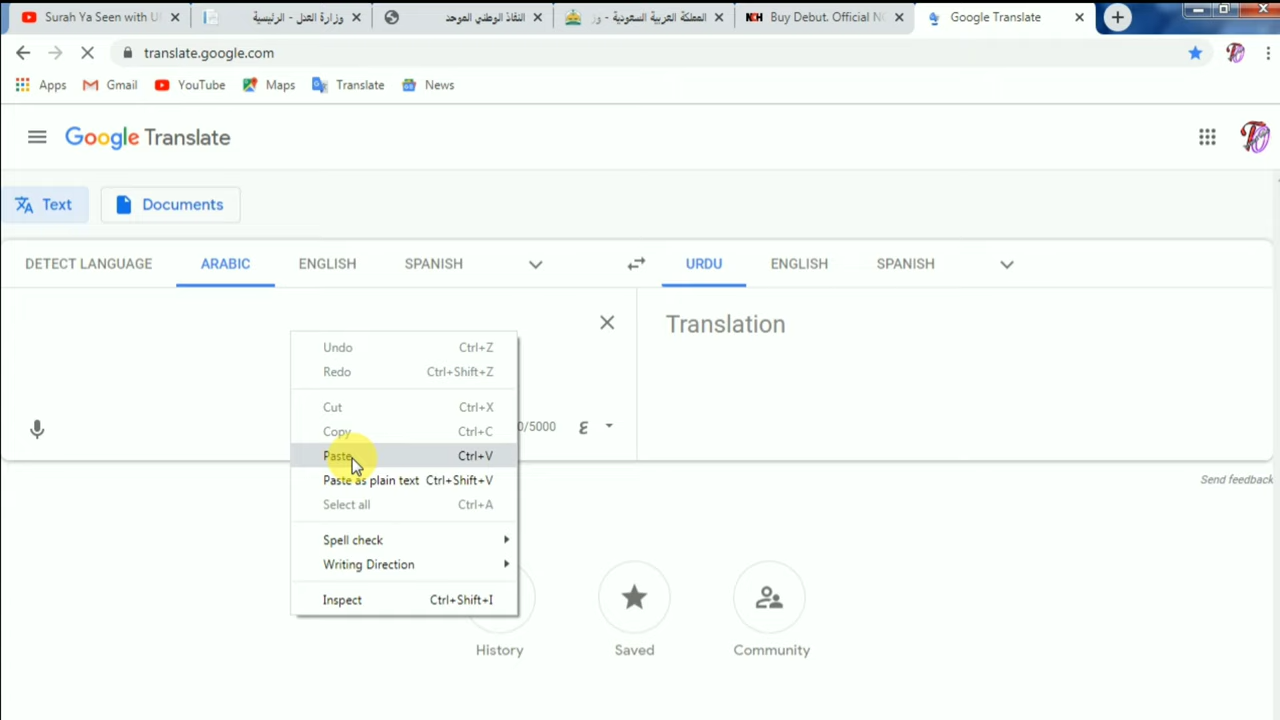 Surah Ya Seen with U
وزارة العدل - الرئيسية
النفاذ الوطني الموحد
المملكة العربية السعودية - وز
NCH Buy Debut. Official NC
Google Translate
translate.google.com
Apps Gmail YouTube Maps Translate News
Google Translate
Text Documents
DETECT LANGUAGE ARABIC ENGLISH SPANISH URDU ENGLISH SPANISH
Translation
Undo Ctrl+Z
Redo Ctrl+Shift+Z
Cut Ctrl+X
Copy Ctrl+C
0/5000 ع
Paste Ctrl+V
Paste as plain text Ctrl+Shift+V
Send feedback
Select all Ctrl+A
Spell check
Writing Direction
Inspect Ctrl+Shift+I
History Saved Community